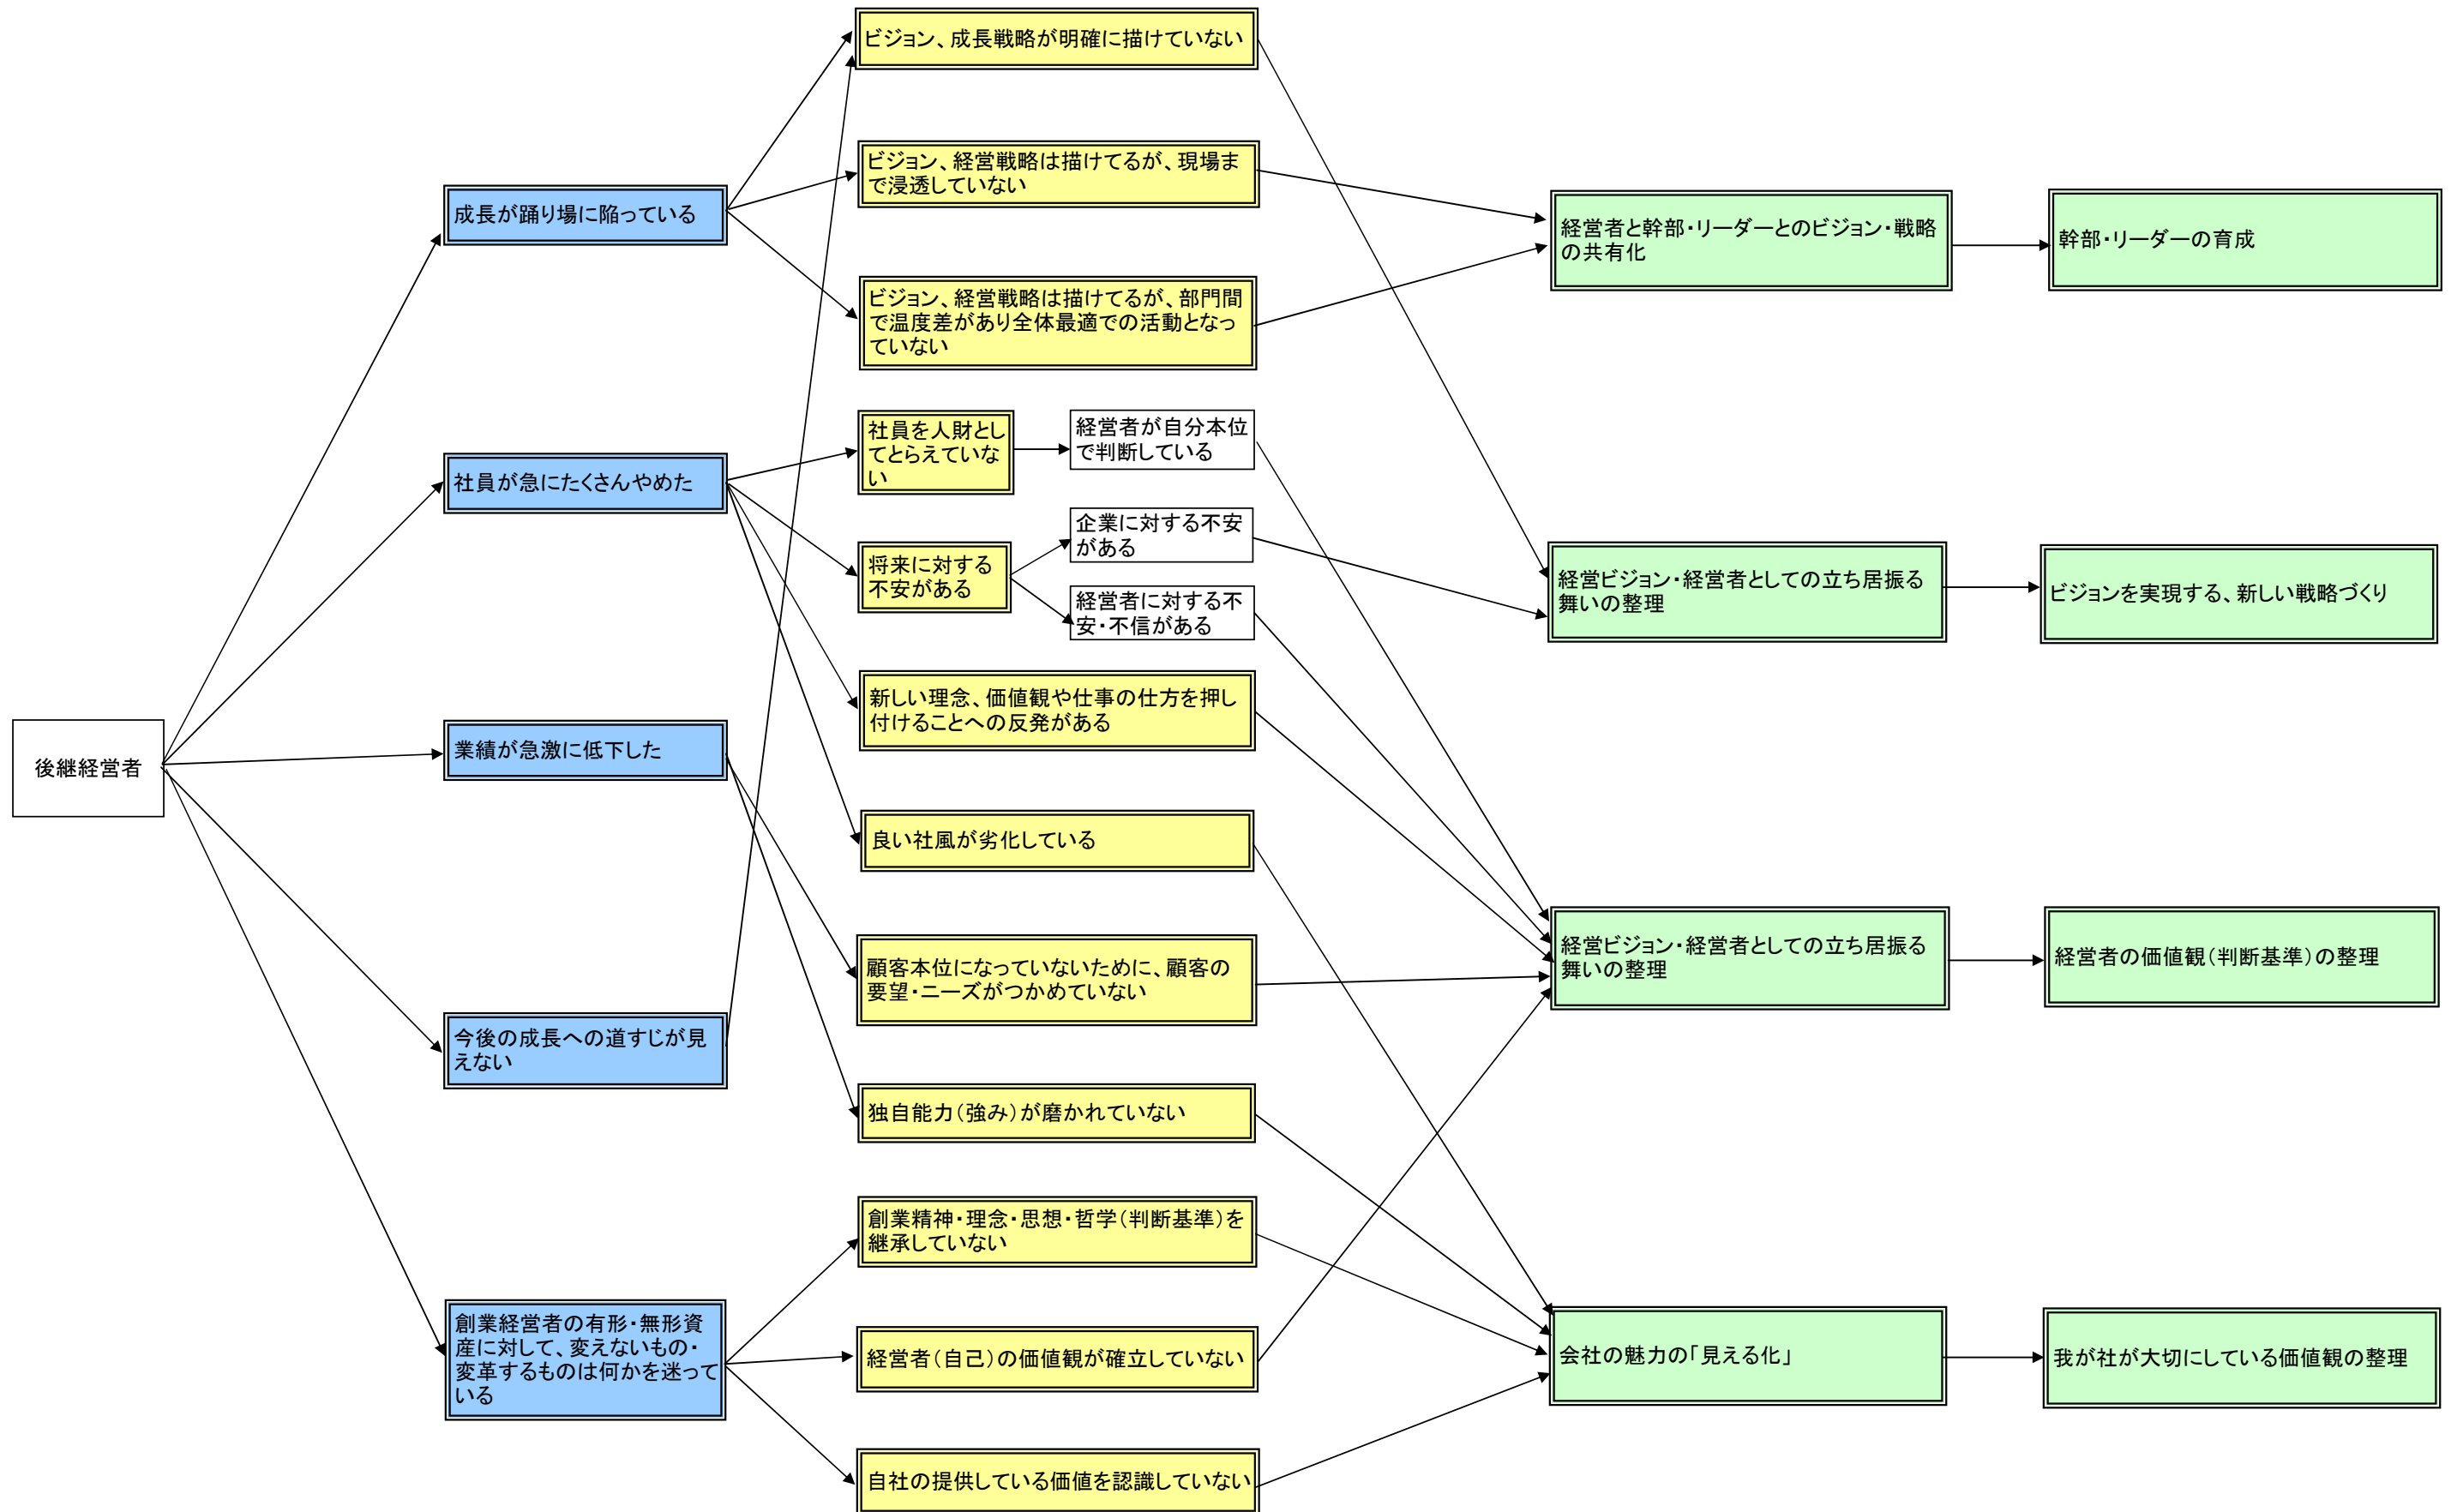 後継経営者
成長が踊り場に陥っている
社員が急にたくさんやめた
業績が急激に低下した
今後の成長への道すじが見
えない
創業経営者の有形・無形資
産に対して、変えないもの・
変革するものは何かを迷って
いる
ビジョン、成長戦略が明確に描けていない
ビジョン、経営戦略は描けてるが、現場ま
で浸透していない
ビジョン、経営戦略は描けてるが、部門間
で温度差があり全体最適での活動となっ
ていない
社員を人財とし
てとらえていな
い
経営者が自分本位
で判断している
将来に対する
不安がある
企業に対する不安
がある
経営者に対する不
安・不信がある
新しい理念、価値観や仕事の仕方を押し
付けることへの反発がある
良い社風が劣化している
顧客本位になっていないために、顧客の
要望・ニーズがつかめていない
独自能力（強み）が磨かれていない
創業精神・理念・思想・哲学（判断基準）を
継承していない
経営者（自己）の価値観が確立していない
自社の提供している価値を認識していない
経営者と幹部・リーダーとのビジョン・戦略
の共有化
幹部・リーダーの育成
経営ビジョン・経営者としての立ち居振る
舞いの整理
ビジョンを実現する、新しい戦略づくり
経営ビジョン・経営者としての立ち居振る
舞いの整理
経営者の価値観（判断基準）の整理
会社の魅力の「見える化」
我が社が大切にしている価値観の整理